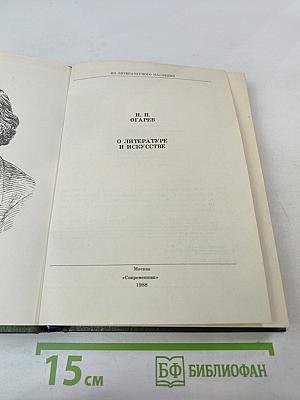 ИЗ ЛИТЕРАТУРНОГО НАСЛЕДИЯ
Н. П.
ОГАРЕВ
О ЛИТЕРАТУРЕ
И ИСКУССТВЕ
Москва
«Современник»
1988
15 см
БФ БИБЛИОФАН